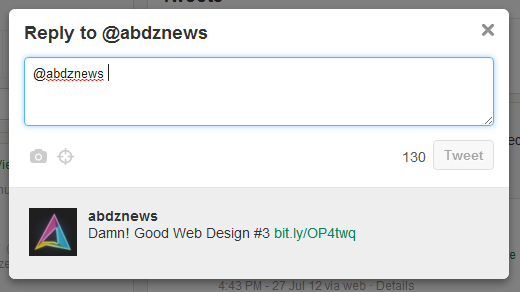 Tweets
Reply to @abdznews
@abdznews
130
Tweet
abdznews
Damn! Good Web Design #3 bit.ly/OP4twq
4:43 PM - 27 Jul 12 via web · Details